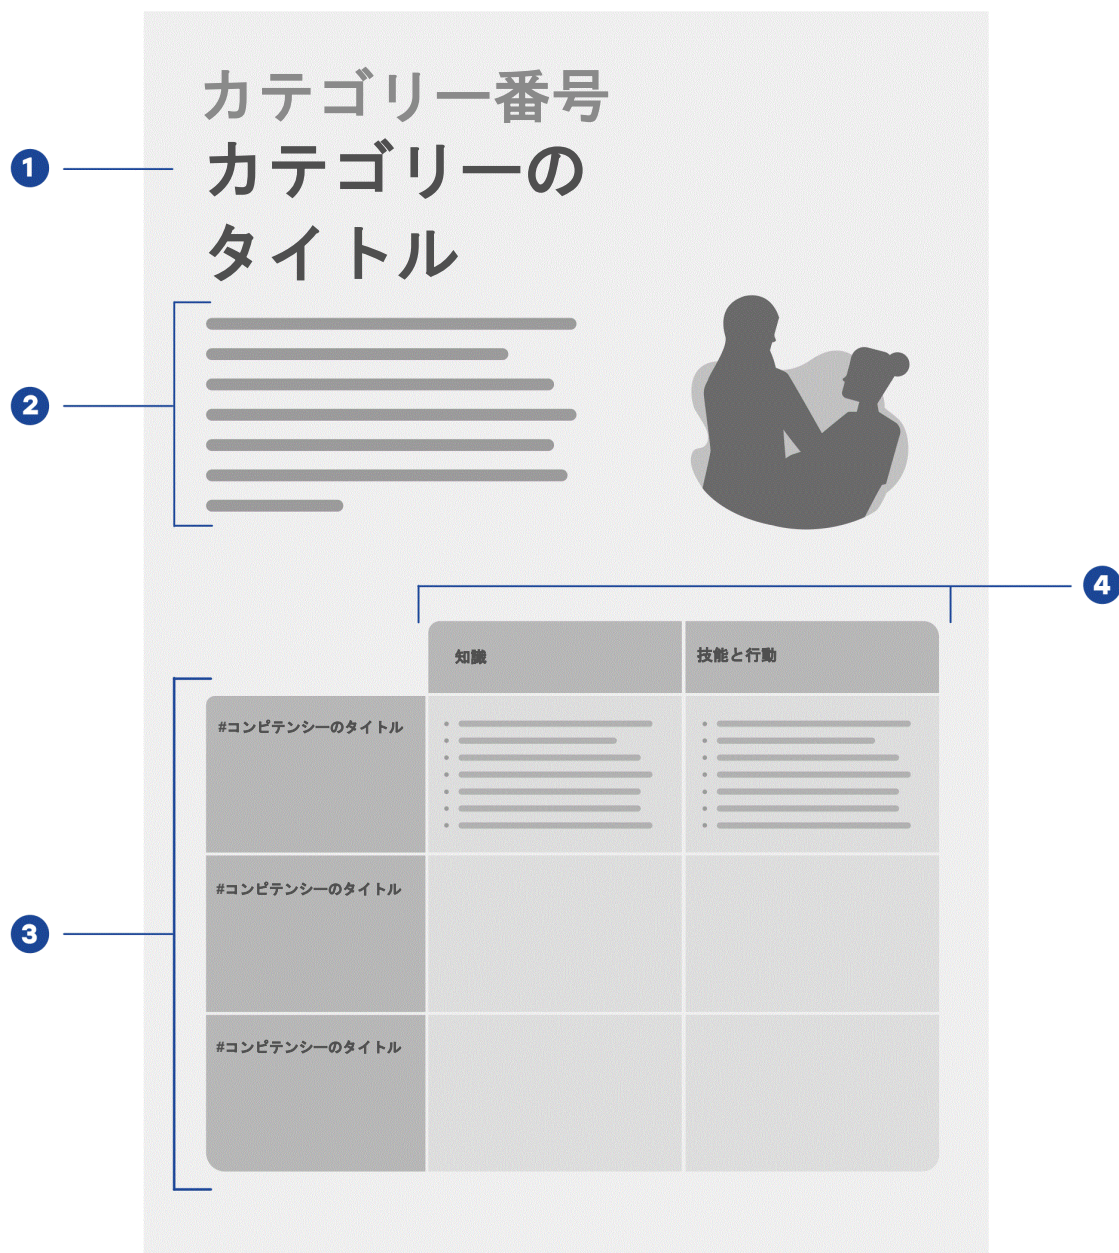 カテゴリー番号
1
カテゴリーの
タイトル
2
4
知識
技能と行動
#コンピテンシーのタイトル
#コンピテンシーのタイトル
3
#コンピテンシーのタイトル